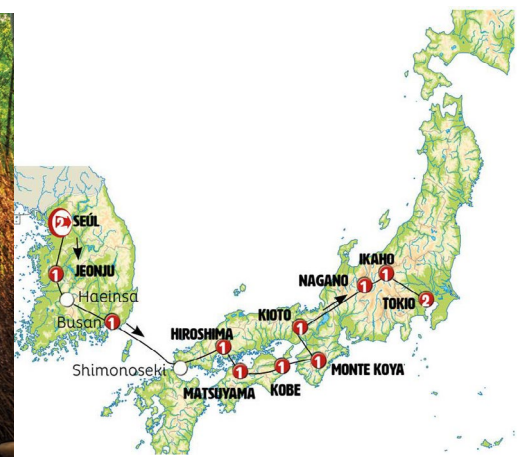 2 SEÚL
1 JEONJU
Haeinsa
Busan 1
Shimonoseki
HIROSHIMA
1
MATSUYAMA
1
KOBE
1
MONTE KOYA
1
KIOTO
1
NAGANO
1
IKAHO
1
TOKIO 2